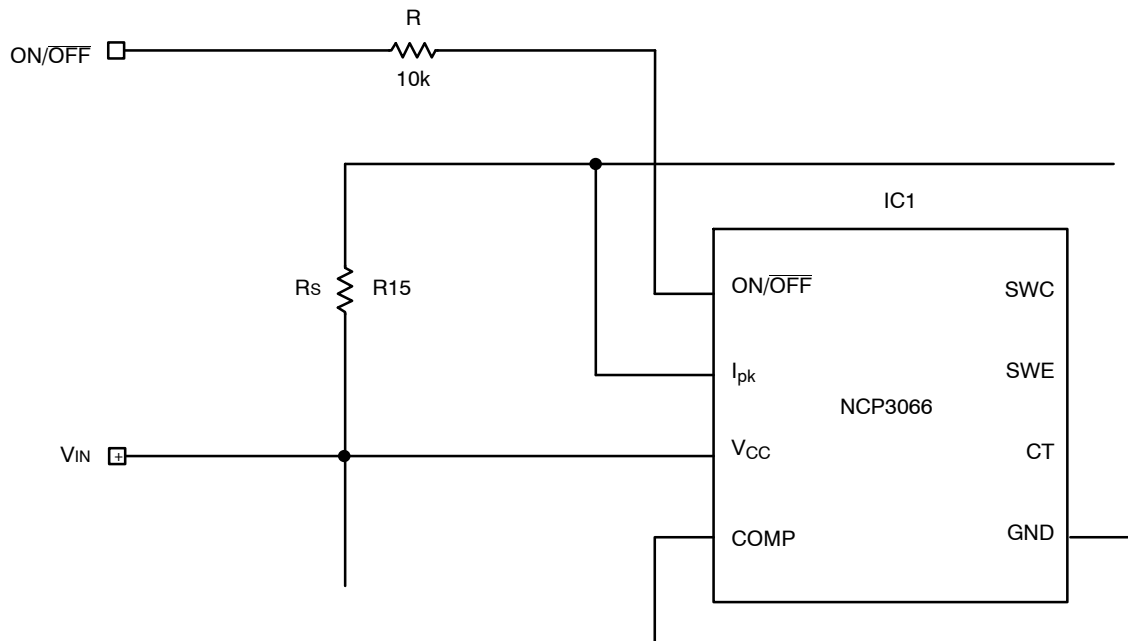 R
ON/OFF
10k
IC1
RS R15
ON/OFF SWC
Ipk SWE
NCP3066
VIN + VCC CT
COMP GND